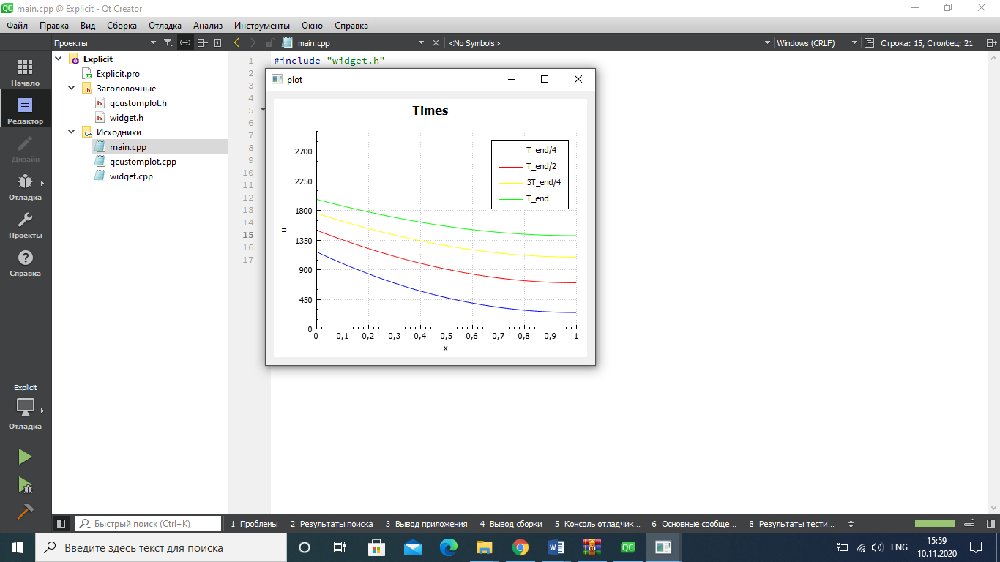 main.cpp @ Explicit - Qt Creator
Файл Правка Вид Сборка Отладка Анализ Инструменты Окно Справка
Проекты main.cpp <No Symbols> Windows (CRLF) Строка: 15, Столбец: 21
Начало
Редактор
Дизайн
Отладка
Проекты
Справка
Explicit
Отладка
Explicit
Explicit.pro
Заголовочные
qcustomplot.h
widget.h
Исходники
main.cpp
qcustomplot.cpp
widget.cpp
1 #include "widget.h"
2
3
4
5
6
7
8
9
10
11
12
13
14
15
16
17
plot
Times
T_end/4
T_end/2
3T_end/4
T_end
2700
2250
1800
1350
900
450
0
u
0 0,1 0,2 0,3 0,4 0,5 0,6 0,7 0,8 0,9 1
x
Быстрый поиск (Ctrl+K) 1 Проблемы 2 Результаты поиска 3 Вывод приложения 4 Вывод сборки 5 Консоль отладчик... 6 Основные сообще... 8 Результаты тести...
Введите здесь текст для поиска
ENG
15:59
10.11.2020